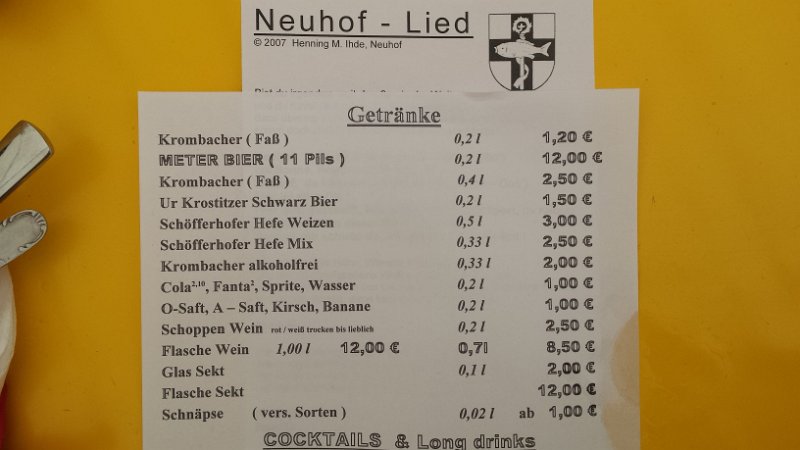 Neuhof - Lied
© 2007 Henning M. Ihde, Neuhof
Getränke
Krombacher ( Faß ) 0,2 l 1,20 €
METER BIER ( 11 Pils ) 0,2 l 12,00 €
Krombacher ( Faß ) 0,4 l 2,50 €
Ur Krostitzer Schwarz Bier 0,2 l 1,50 €
Schöfferhofer Hefe Weizen 0,5 l 3,00 €
Schöfferhofer Hefe Mix 0,33 l 2,50 €
Krombacher alkoholfrei 0,33 l 2,00 €
Cola²,¹⁰, Fanta², Sprite, Wasser 0,2 l 1,00 €
O-Saft, A – Saft, Kirsch, Banane 0,2 l 1,00 €
Schoppen Wein rot / weiß trocken bis lieblich 0,2 l 2,50 €
Flasche Wein 1,00 l 12,00 € 0,7l 8,50 €
Glas Sekt 0,1 l 2,00 €
Flasche Sekt 12,00 €
Schnäpse ( vers. Sorten ) 0,02 l ab 1,00 €
COCKTAILS & Long drinks